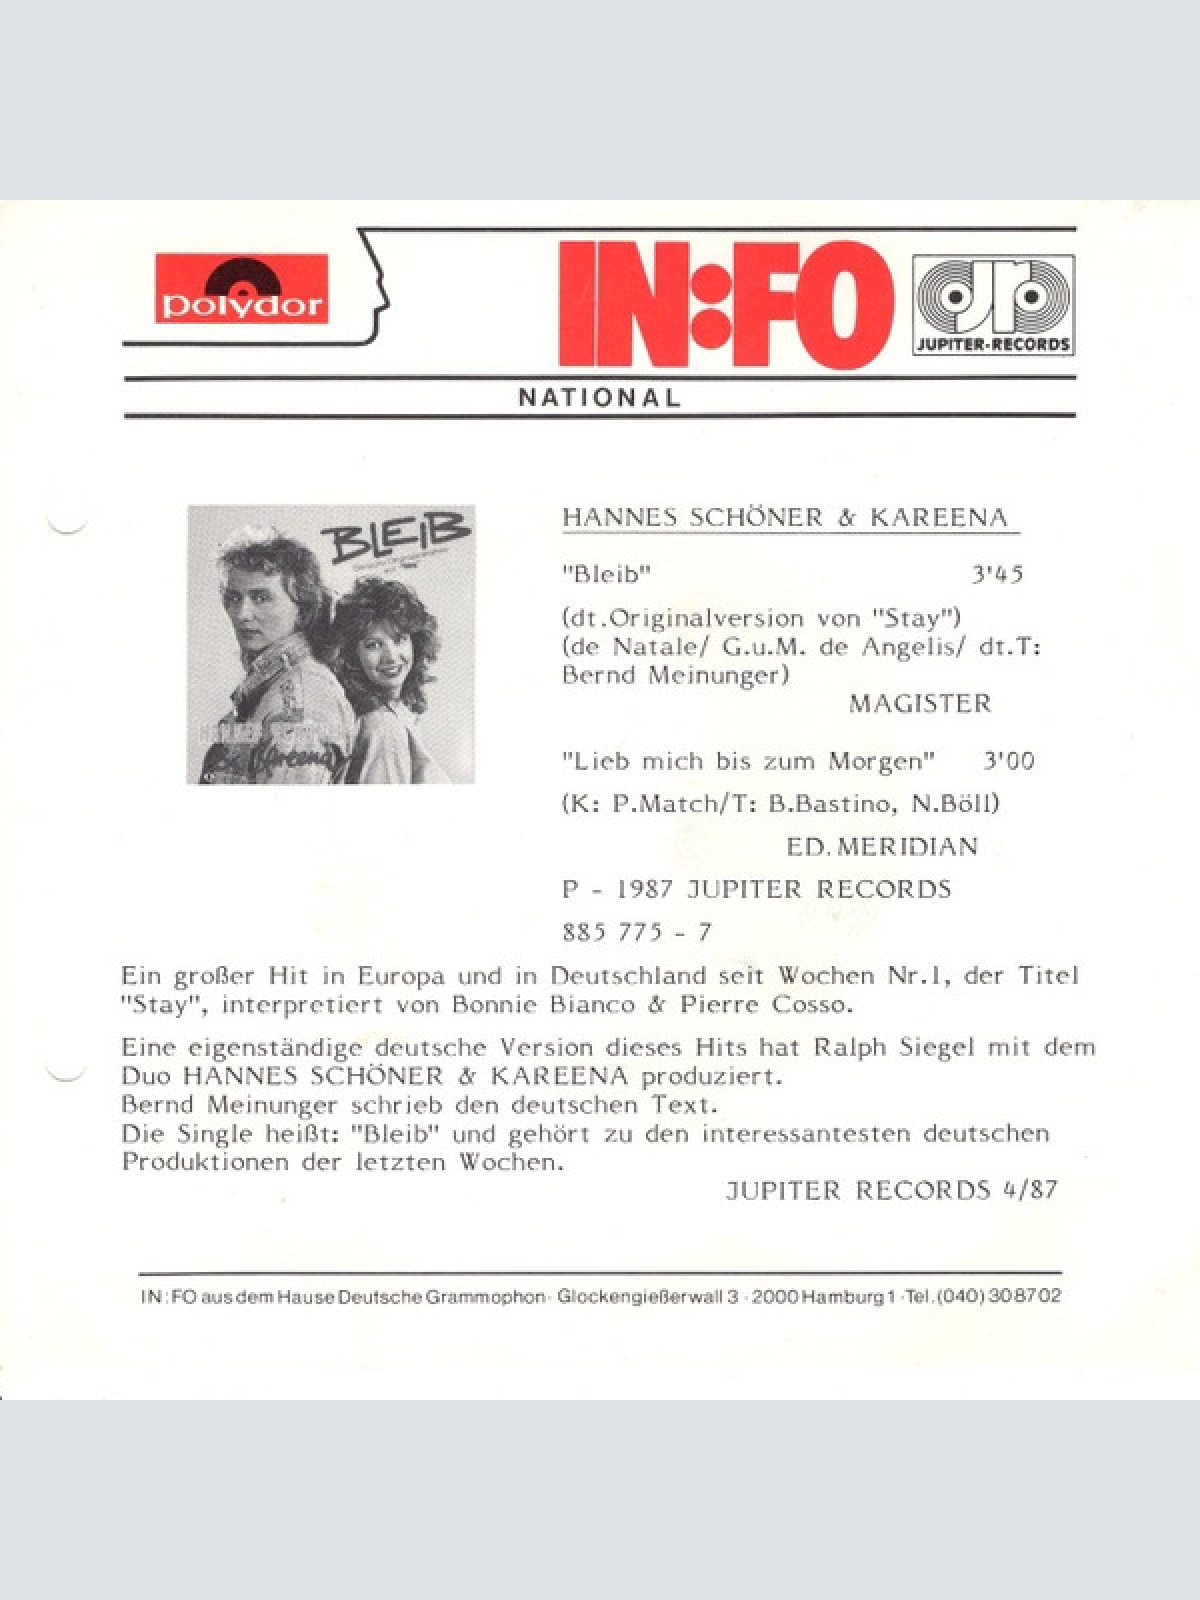 polydor
IN:FO
JUPITER-RECORDS
NATIONAL
BLEIB
HANNES SCHÖNER & KAREENA
"Bleib" 3'45
(dt.Originalversion von "Stay")
(de Natale/ G.u.M. de Angelis/ dt.T:
Bernd Meinunger)
MAGISTER
"Lieb mich bis zum Morgen" 3'00
(K: P.Match/T: B.Bastino, N.Böll)
ED.MERIDIAN
P - 1987 JUPITER RECORDS
885 775 - 7
Ein großer Hit in Europa und in Deutschland seit Wochen Nr.1, der Titel
"Stay", interpretiert von Bonnie Bianco & Pierre Cosso.
Eine eigenständige deutsche Version dieses Hits hat Ralph Siegel mit dem
Duo HANNES SCHÖNER & KAREENA produziert.
Bernd Meinunger schrieb den deutschen Text.
Die Single heißt: "Bleib" und gehört zu den interessantesten deutschen
Produktionen der letzten Wochen.
JUPITER RECORDS 4/87
IN:FO aus dem Hause Deutsche Grammophon · Glockengießerwall 3 · 2000 Hamburg 1 · Tel. (040) 30 87 02